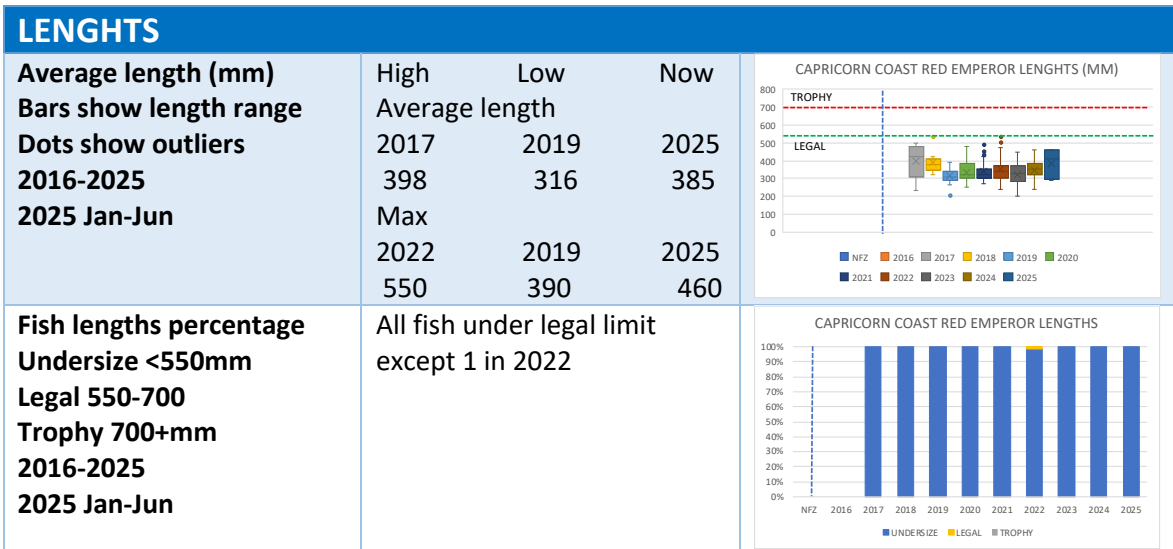 LENGHTS
Average length (mm)
Bars show length range
Dots show outliers
2016-2025
2025 Jan-Jun
High Low Now
Average length
2017 2019 2025
398 316 385
Max
2022 2019 2025
550 390 460
CAPRICORN COAST RED EMPEROR LENGHTS (MM)
800
700
600
500
400
300
200
100
0
TROPHY
LEGAL
NFZ 2016 2017 2018 2019 2020
2021 2022 2023 2024 2025
Fish lengths percentage
Undersize <550mm
Legal 550-700
Trophy 700+mm
2016-2025
2025 Jan-Jun
All fish under legal limit
except 1 in 2022
CAPRICORN COAST RED EMPEROR LENGTHS
100%
90%
80%
70%
60%
50%
40%
30%
20%
10%
0%
NFZ 2016 2017 2018 2019 2020 2021 2022 2023 2024 2025
UNDERSIZE LEGAL TROPHY